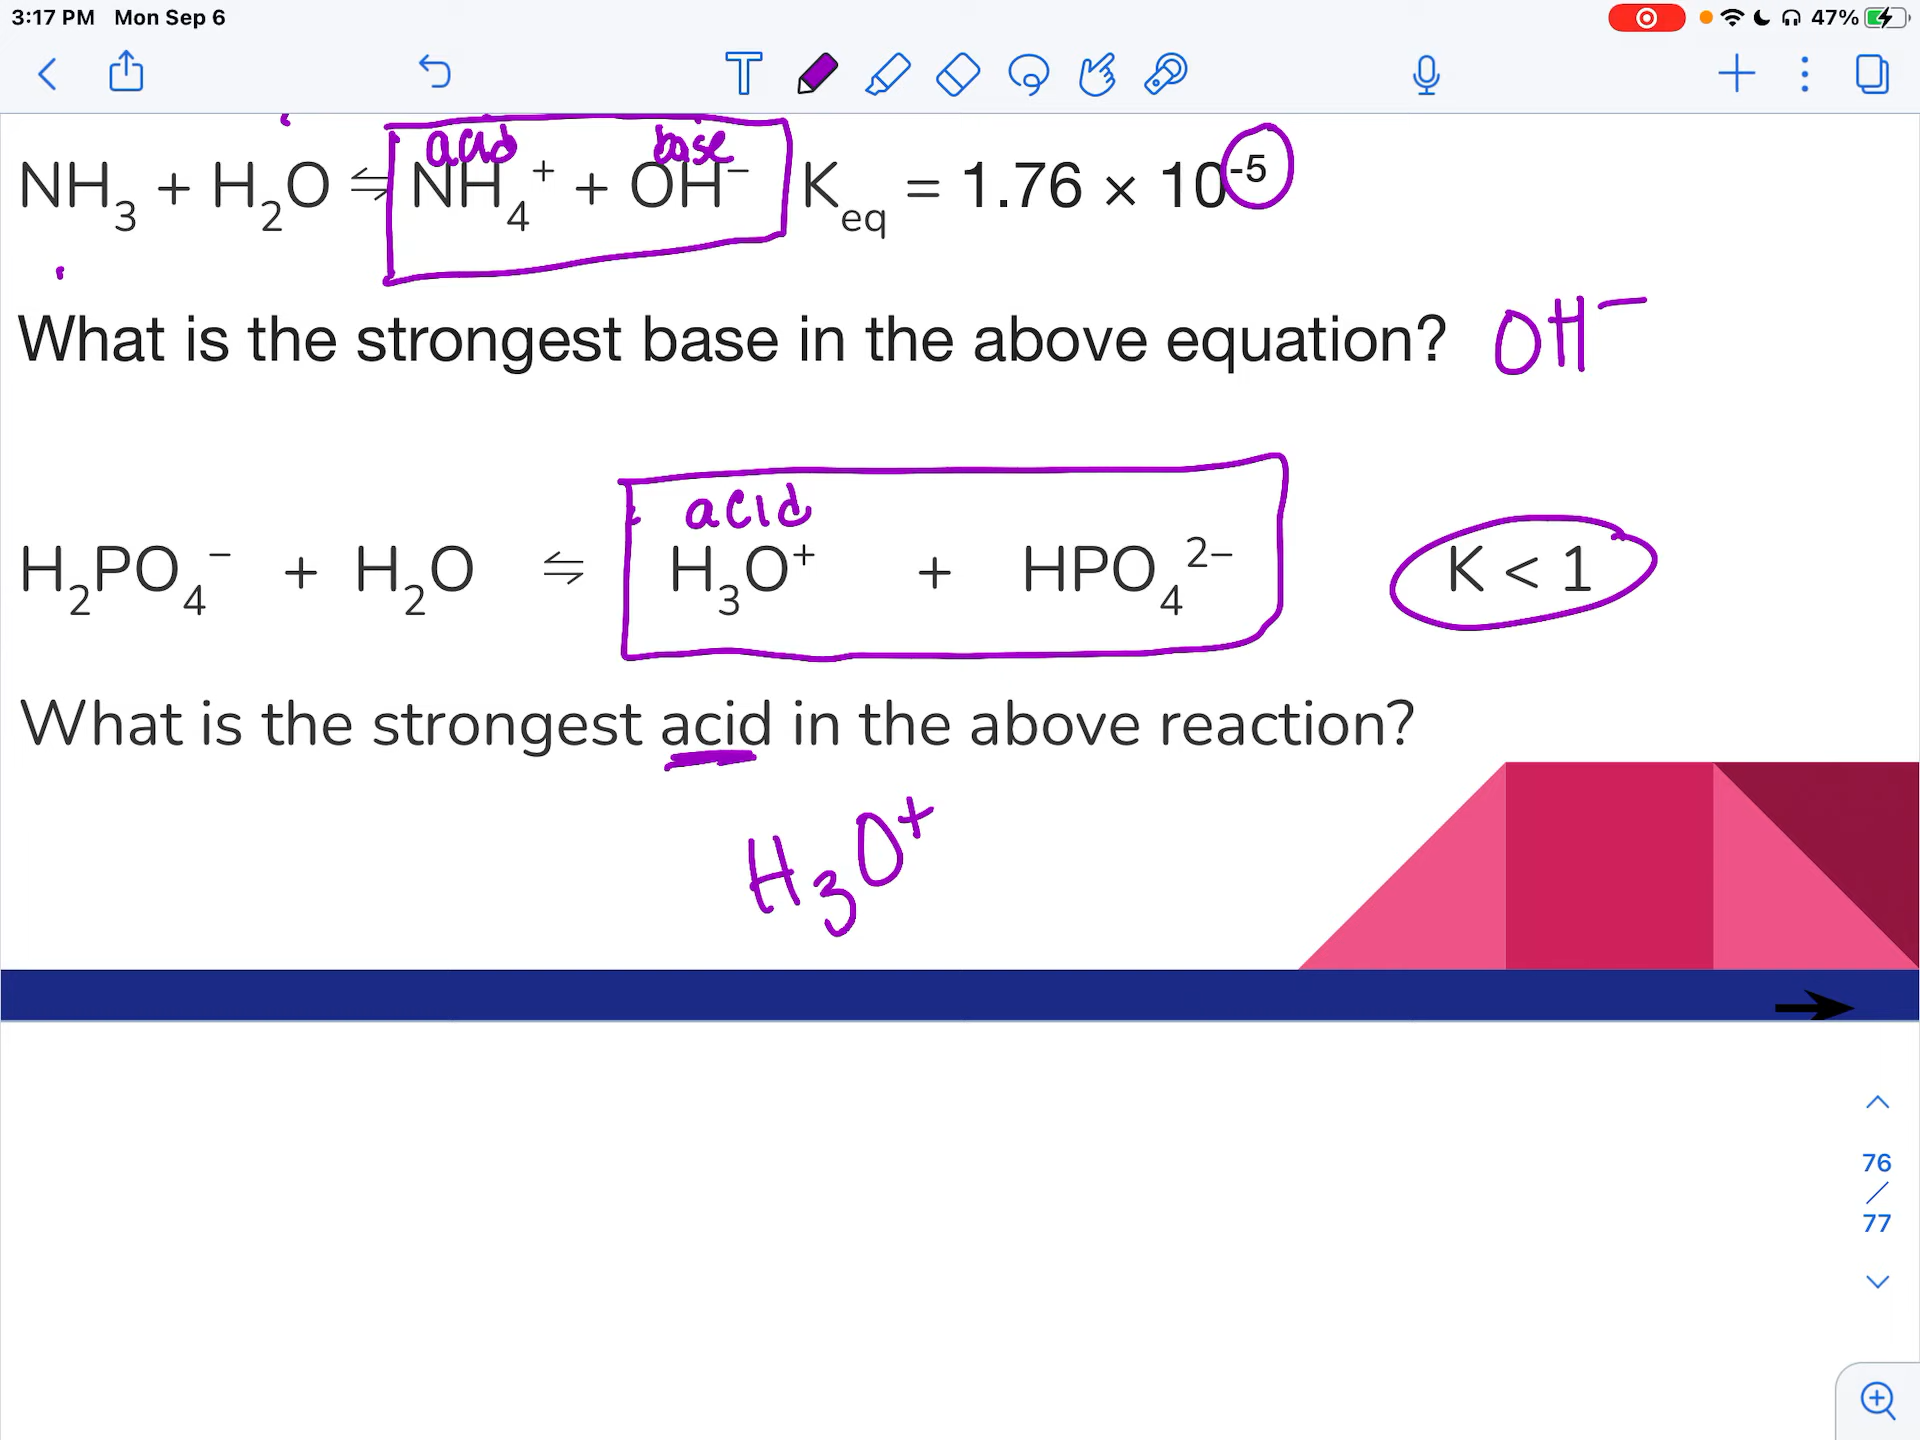 3:17 PM Mon Sep 6 47%
T
acid base
NH3 + H2O ⇋ NH4+ + OH− Keq = 1.76 × 10-5
What is the strongest base in the above equation? OH−
acid
H2PO4− + H2O ⇋ H3O+ + HPO42− K < 1
What is the strongest acid in the above reaction?
H3O+
76
/
77